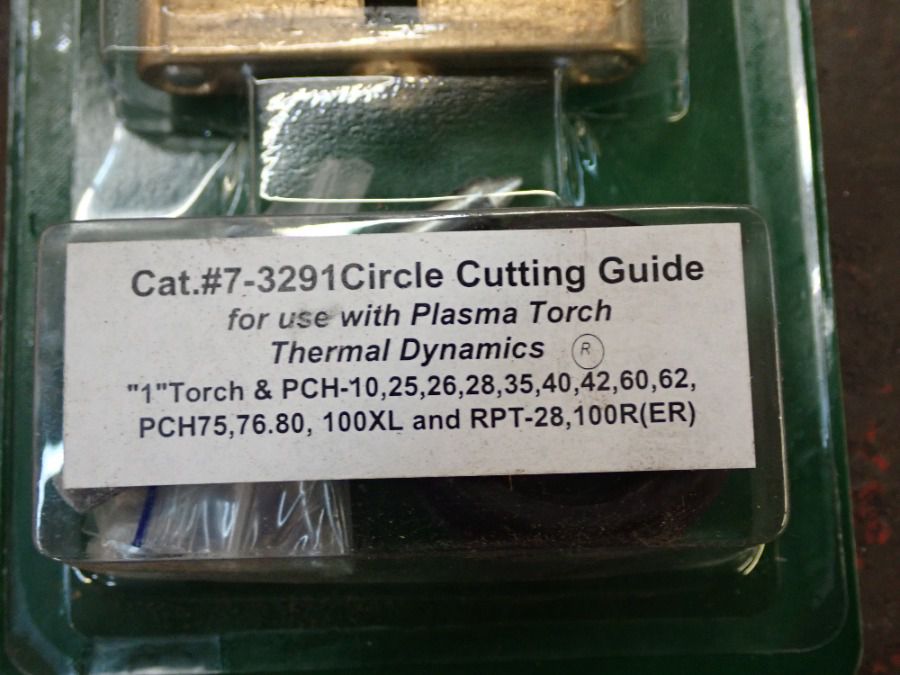 Cat.#7-3291Circle Cutting Guide
for use with Plasma Torch
Thermal Dynamics ®
"1"Torch & PCH-10,25,26,28,35,40,42,60,62,
PCH75,76.80, 100XL and RPT-28,100R(ER)